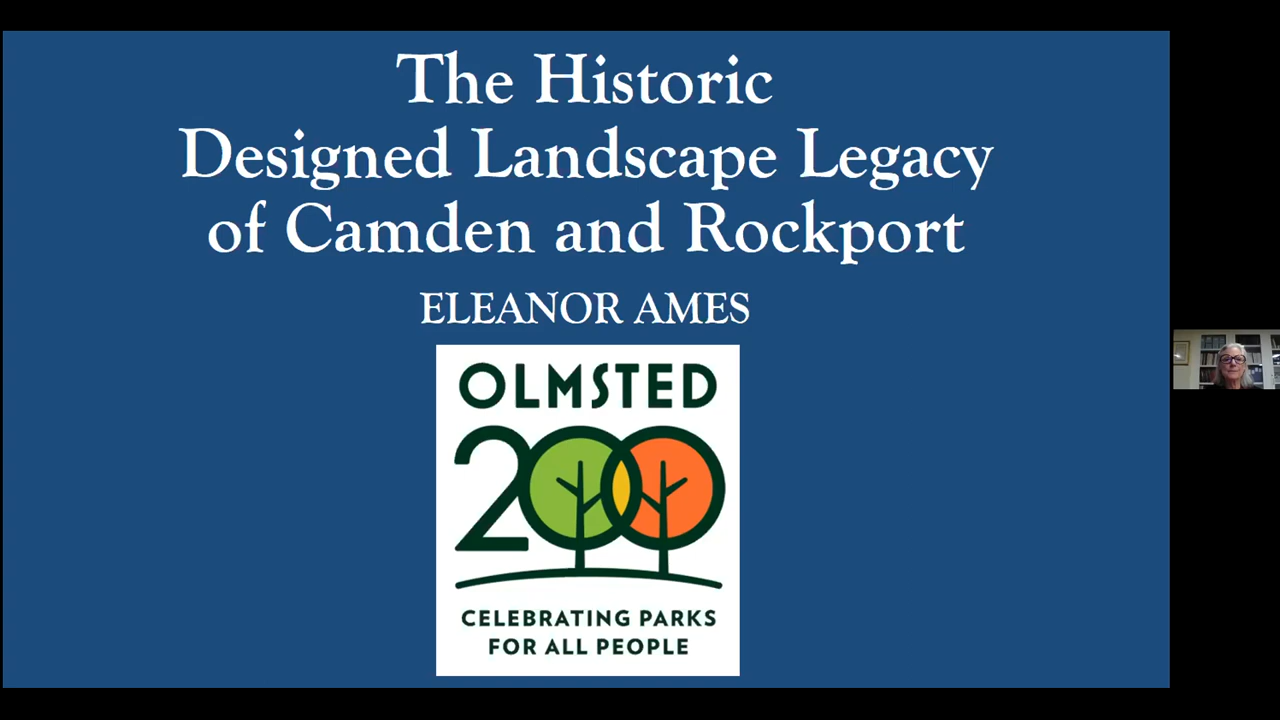 The Historic
Designed Landscape Legacy
of Camden and Rockport
ELEANOR AMES
OLMSTED
200
CELEBRATING PARKS
FOR ALL PEOPLE